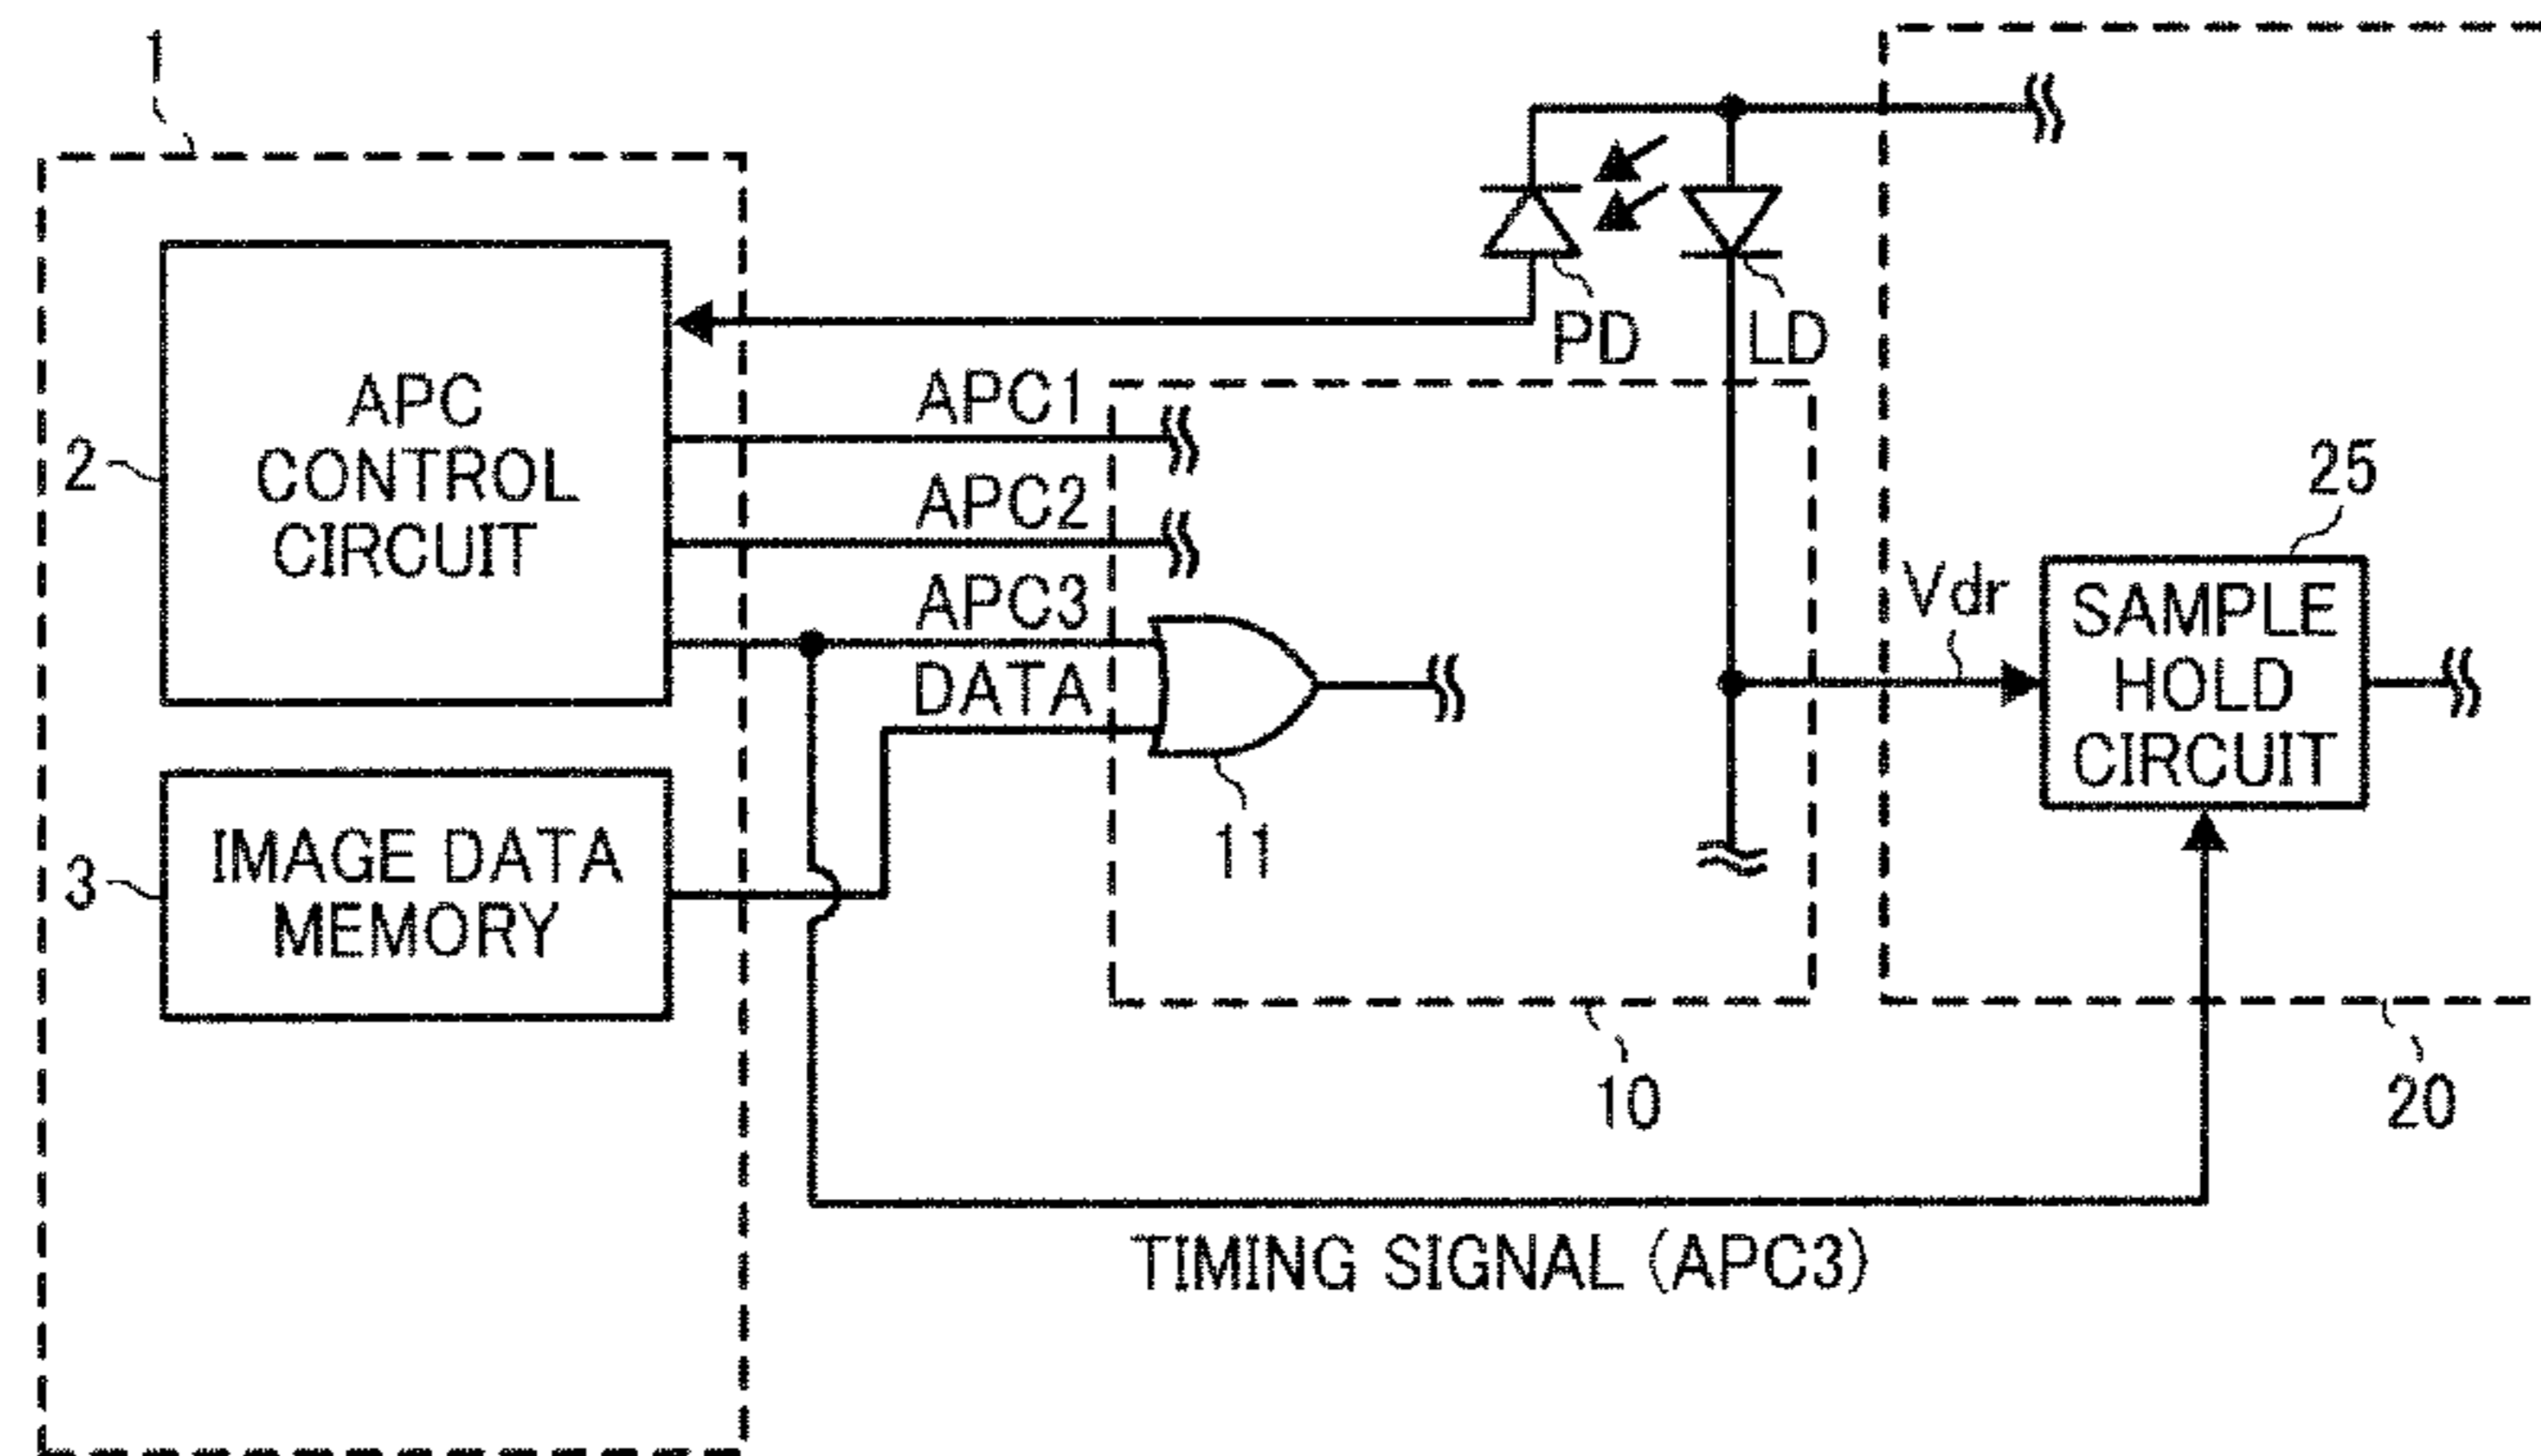 1
APC
CONTROL
CIRCUIT
2
IMAGE DATA
MEMORY
3
PD
LD
APC1
APC2
APC3
DATA
11
10
Vdr
25
SAMPLE
HOLD
CIRCUIT
20
TIMING SIGNAL (APC3)